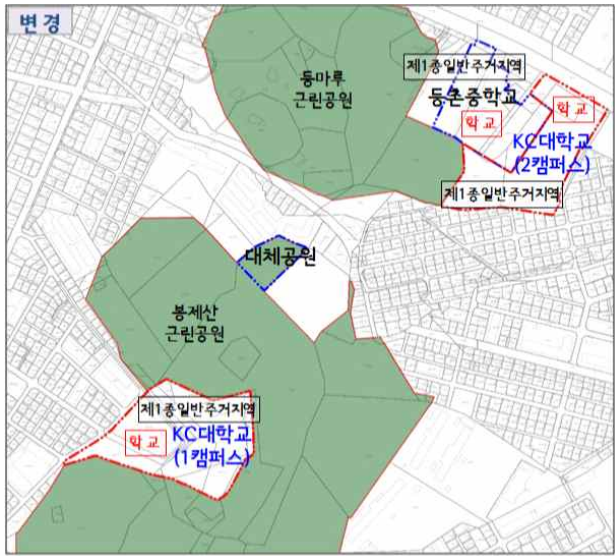 변경
등마루
근린공원
제1종일반주거지역
등촌중학교
학교
학교
KC대학교
(2캠퍼스)
제1종일반주거지역
대체공원
봉제산
근린공원
제1종일반주거지역
학교
KC대학교
(1캠퍼스)